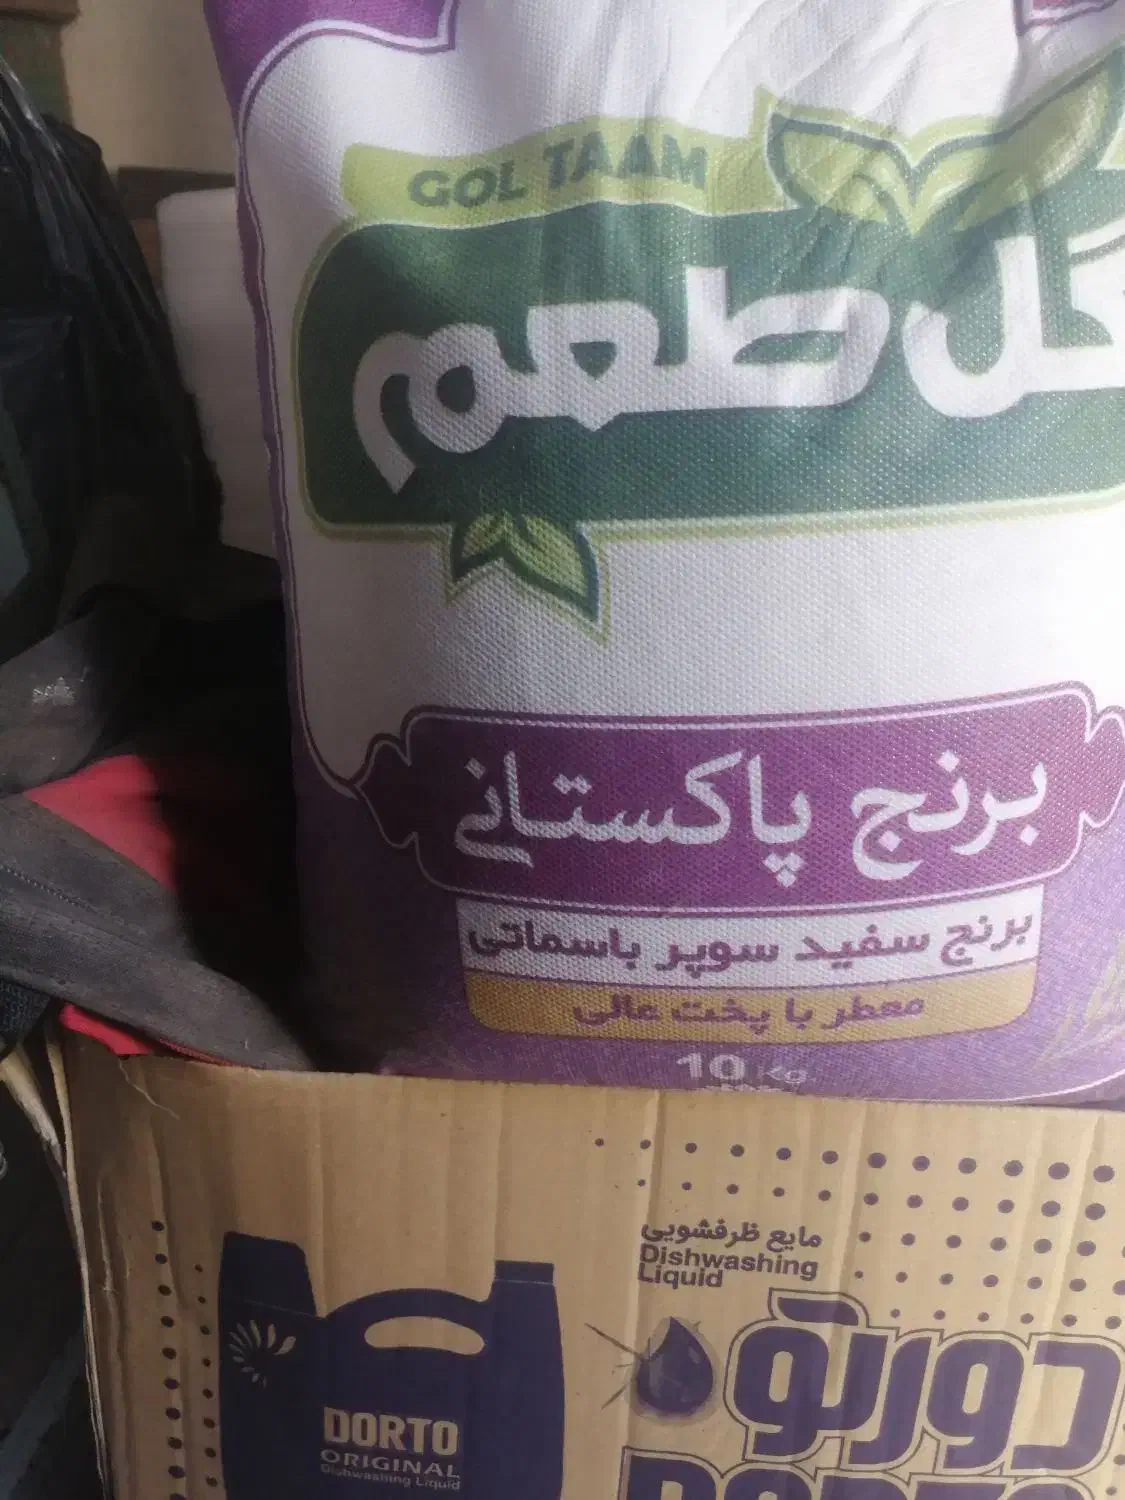 GOL TAAM
گل طعم
برنج پاکستانی
برنج سفید سوپر باسماتی
معطر با پخت عالی
10 Kg
مایع ظرفشویی
Dishwashing
Liquid
دورتو
DORTO
ORIGINAL
Dishwashing Liquid